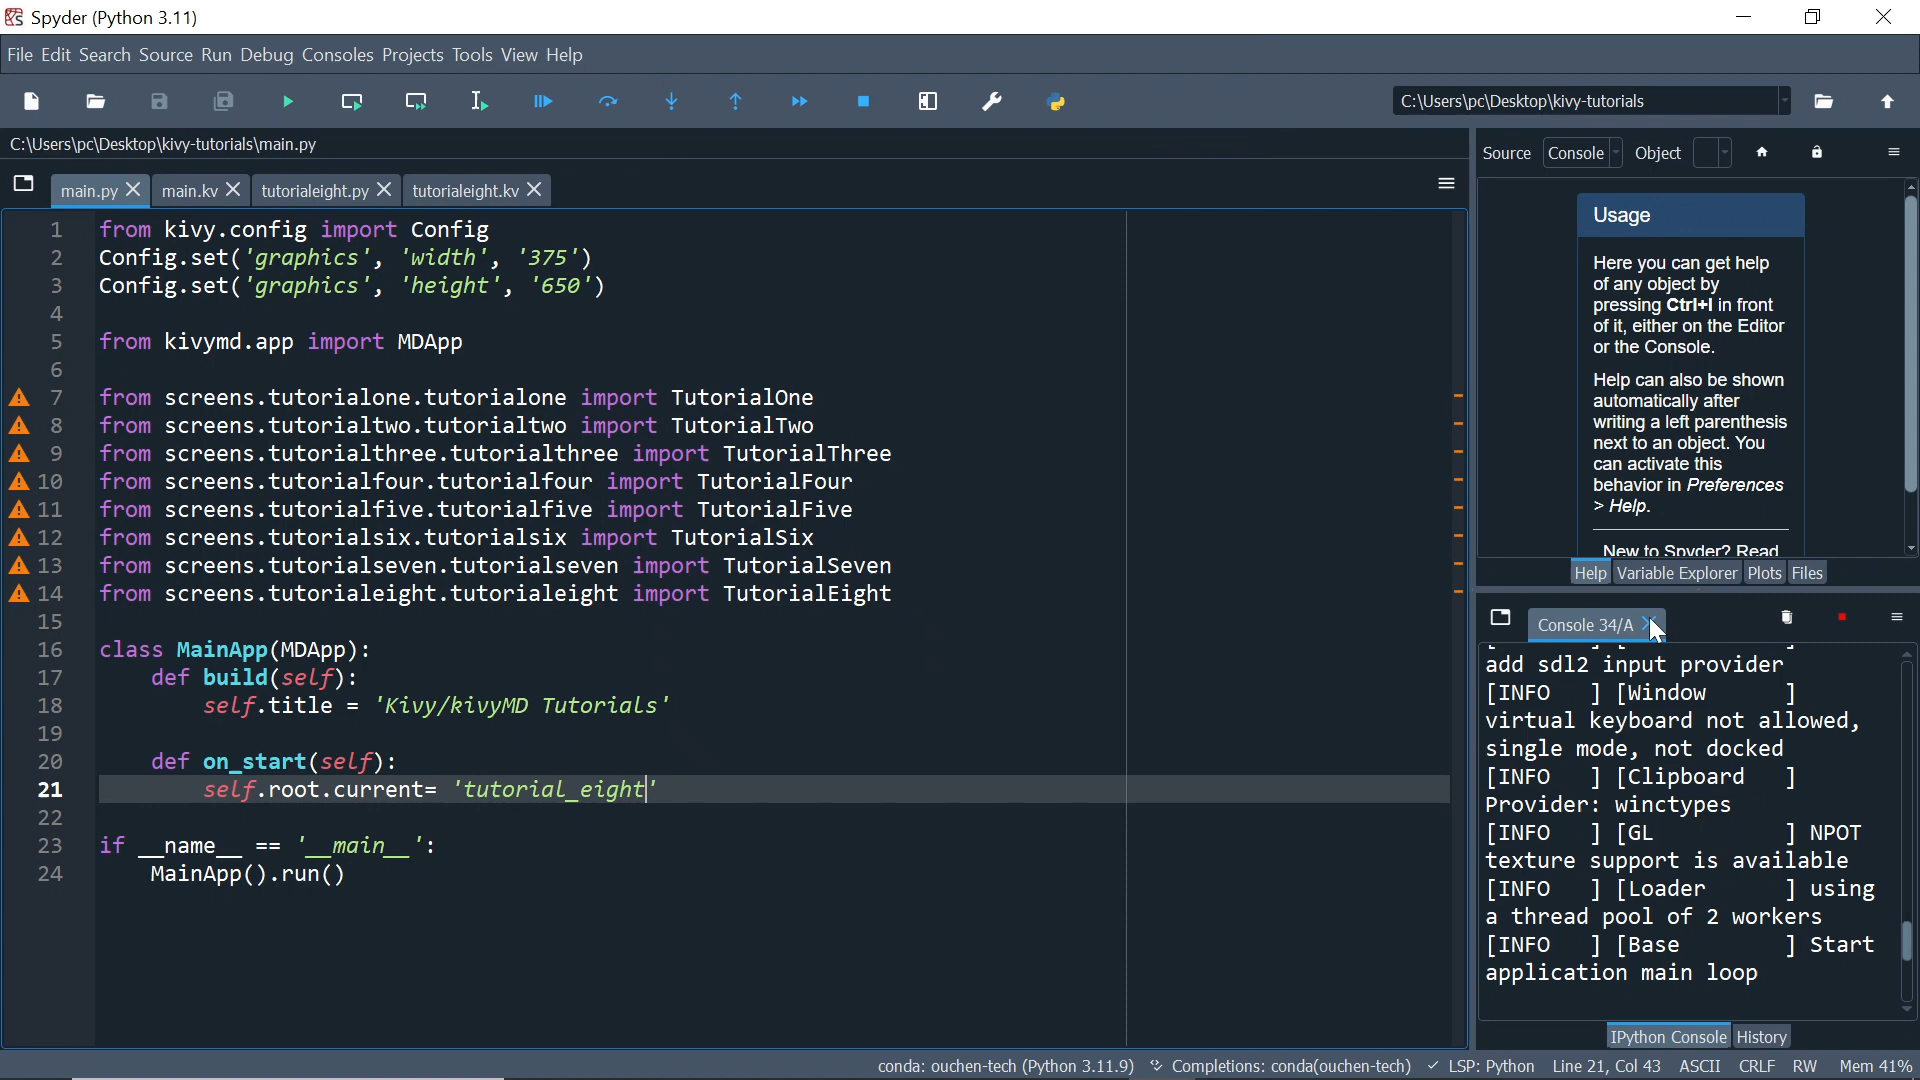 Spyder (Python 3.11)
File Edit Search Source Run Debug Consoles Projects Tools View Help
C:\Users\pc\Desktop\kivy-tutorials
C:\Users\pc\Desktop\kivy-tutorials\main.py
main.py
main.kv
tutorialeight.py
tutorialeight.kv
1 from kivy.config import Config
2 Config.set('graphics', 'width', '375')
3 Config.set('graphics', 'height', '650')
4
5 from kivymd.app import MDApp
6
7 from screens.tutorialone.tutorialone import TutorialOne
8 from screens.tutorialtwo.tutorialtwo import TutorialTwo
9 from screens.tutorialthree.tutorialthree import TutorialThree
10 from screens.tutorialfour.tutorialfour import TutorialFour
11 from screens.tutorialfive.tutorialfive import TutorialFive
12 from screens.tutorialsix.tutorialsix import TutorialSix
13 from screens.tutorialseven.tutorialseven import TutorialSeven
14 from screens.tutorialeight.tutorialeight import TutorialEight
15
16 class MainApp(MDApp):
17     def build(self):
18         self.title = 'Kivy/kivyMD Tutorials'
19
20     def on_start(self):
21         self.root.current= 'tutorial_eight'
22
23 if __name__ == '__main__':
24     MainApp().run()
Source Console Object
Usage
Here you can get help
of any object by
pressing Ctrl+I in front
of it, either on the Editor
or the Console.
Help can also be shown
automatically after
writing a left parenthesis
next to an object. You
can activate this
behavior in Preferences
> Help.
New to Spyder? Read
Help Variable Explorer Plots Files
Console 34/A
add sdl2 input provider
[INFO   ] [Window      ]
virtual keyboard not allowed,
single mode, not docked
[INFO   ] [Clipboard   ]
Provider: winctypes
[INFO   ] [GL          ] NPOT
texture support is available
[INFO   ] [Loader      ] using
a thread pool of 2 workers
[INFO   ] [Base        ] Start
application main loop
IPython Console History
conda: ouchen-tech (Python 3.11.9) Completions: conda(ouchen-tech) ✓ LSP: Python Line 21, Col 43 ASCII CRLF RW Mem 41%